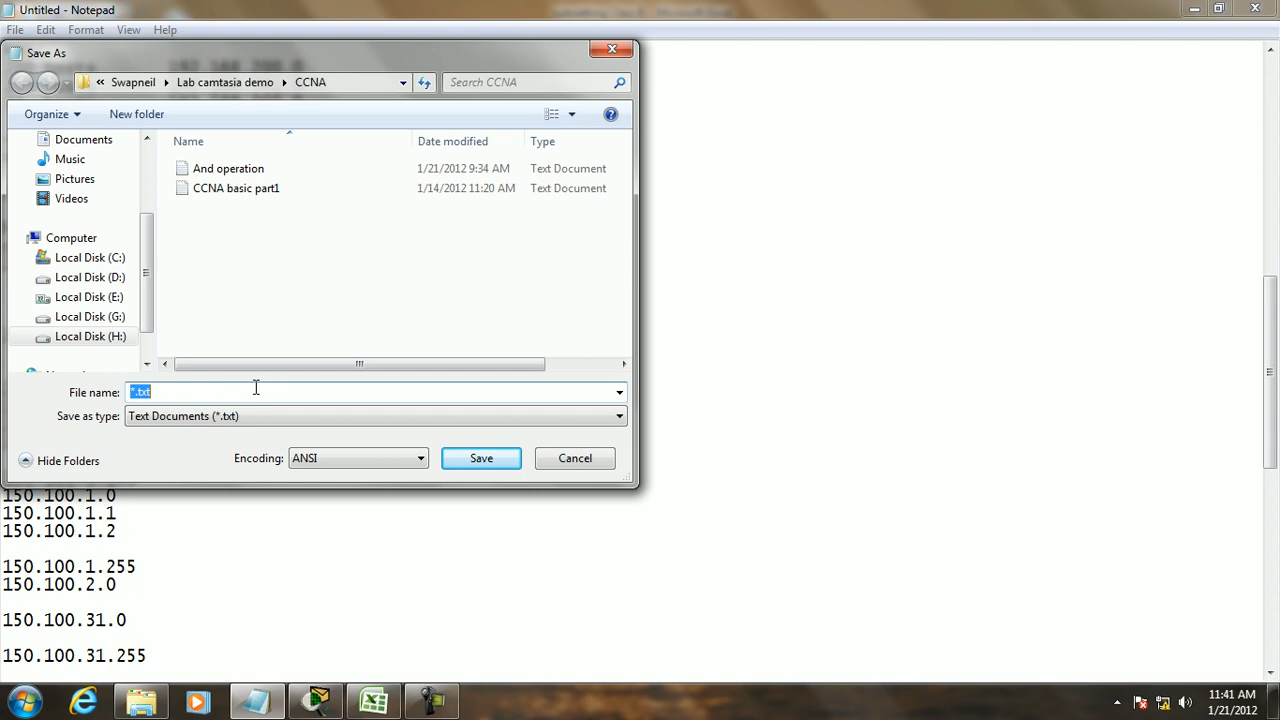 Untitled - Notepad
File Edit Format View Help
Save As
« Swapneil Lab camtasia demo CCNA
Search CCNA
Organize New folder
Name Date modified Type
Documents
Music
Pictures
Videos
Computer
Local Disk (C:)
Local Disk (D:)
Local Disk (E:)
Local Disk (G:)
Local Disk (H:)
And operation 1/21/2012 9:34 AM Text Document
CCNA basic part1 1/14/2012 11:20 AM Text Document
File name: *.txt
Save as type: Text Documents (*.txt)
Hide Folders Encoding: ANSI Save Cancel
150.100.1.0
150.100.1.1
150.100.1.2
150.100.1.255
150.100.2.0
150.100.31.0
150.100.31.255
11:41 AM
1/21/2012